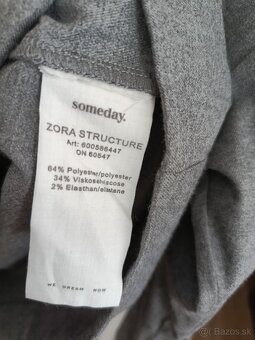 someday.
ZORA STRUCTURE
Art: 600586447
ON 60547
64% Polyester/polyester
34% Viskose/viscose
2% Elasthan/elastane
WE DREAM NOW
Bazos.sk